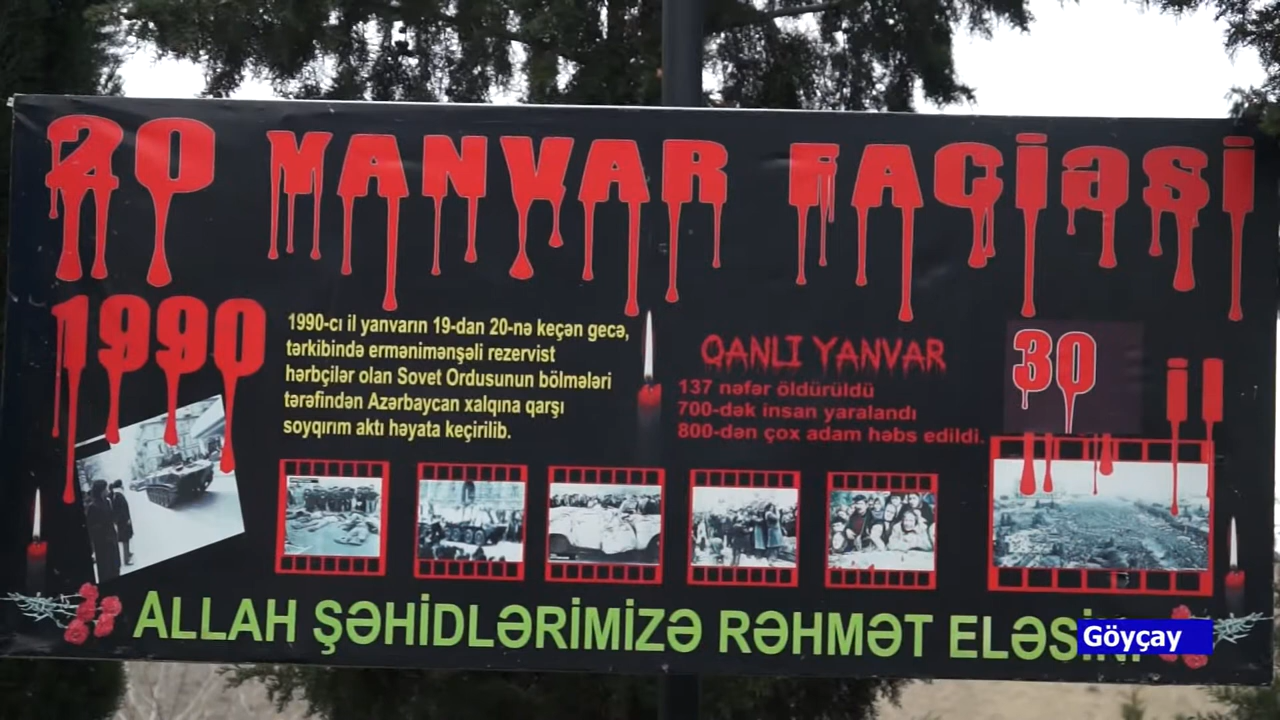 20 YANVAR FACİƏSİ
1990
1990-cı il yanvarın 19-dan 20-nə keçən gecə,
tərkibində ermənimənşəli rezervist
hərbçilər olan Sovet Ordusunun bölmələri
tərəfindən Azərbaycan xalqına qarşı
soyqırım aktı həyata keçirilib.
QANLI YANVAR
137 nəfər öldürüldü
700-dək insan yaralandı
800-dən çox adam həbs edildi.
30 il
ALLAH ŞƏHİDLƏRİMİZƏ RƏHMƏT ELƏSİN!
Göyçay